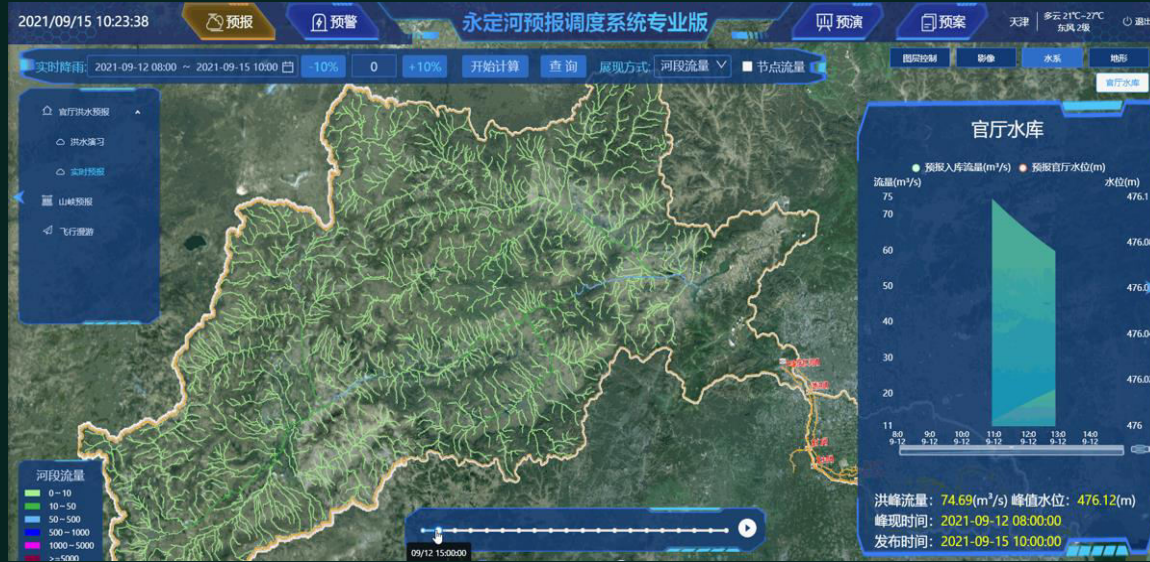 2021/09/15 10:23:38
预报
预警
永定河预报调度系统专业版
预演
预案
天津
多云 21℃~27℃
东风 2级
退出
实时降雨: 2021-09-12 08:00 ~ 2021-09-15 10:00
-10%
0
+10%
开始计算
查 询
展现方式: 河段流量
节点流量
图层控制
影像
水系
地形
官厅水库
官厅洪水预报
洪水演习
实时预报
山峡预报
飞行漫游
官厅水库
预报入库流量(m³/s) 预报官厅水位(m)
流量(m³/s) 水位(m)
75
70
60
50
40
30
20
11
476.1
476.08
476.04
476.02
476
8:0 9:0 10:0 11:0 12:0 13:0 14:0
9-12 9-12 9-12 9-12 9-12 9-12 9-12
洪峰流量：74.69(m³/s) 峰值水位：476.12(m)
峰现时间：2021-09-12 08:00:00
发布时间：2021-09-15 10:00:00
河段流量
0~10
10~50
50~500
500~1000
1000~5000
>=5000
09/12 15:00:00